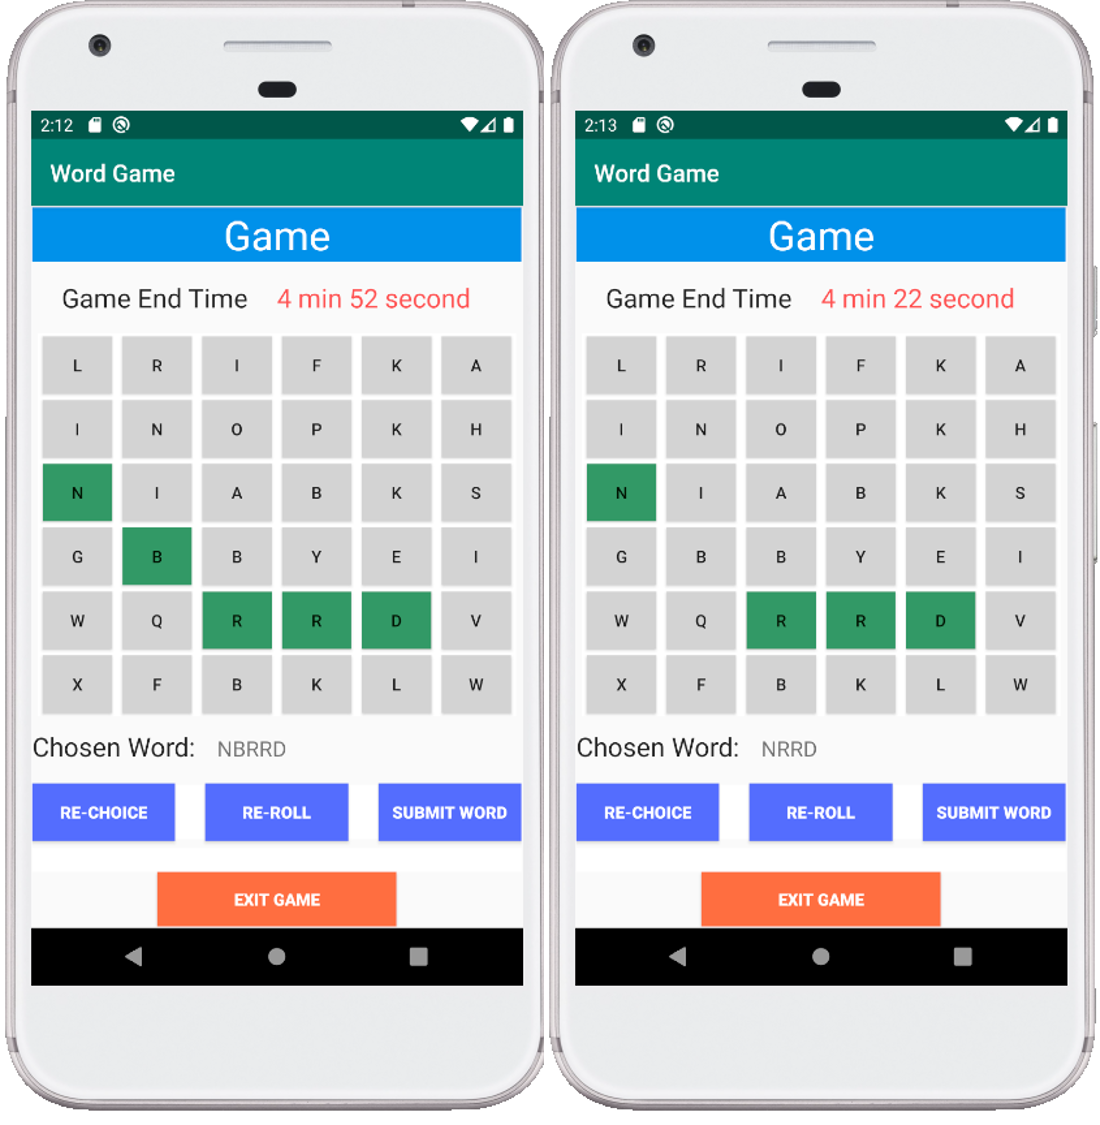 2:12
Word Game
Game
Game End Time 4 min 52 second
L R I F K A
I N O P K H
N I A B K S
G B B Y E I
W Q R R D V
X F B K L W
Chosen Word: NBRRD
RE-CHOICE RE-ROLL SUBMIT WORD
EXIT GAME
2:13
Word Game
Game
Game End Time 4 min 22 second
L R I F K A
I N O P K H
N I A B K S
G B B Y E I
W Q R R D V
X F B K L W
Chosen Word: NRRD
RE-CHOICE RE-ROLL SUBMIT WORD
EXIT GAME